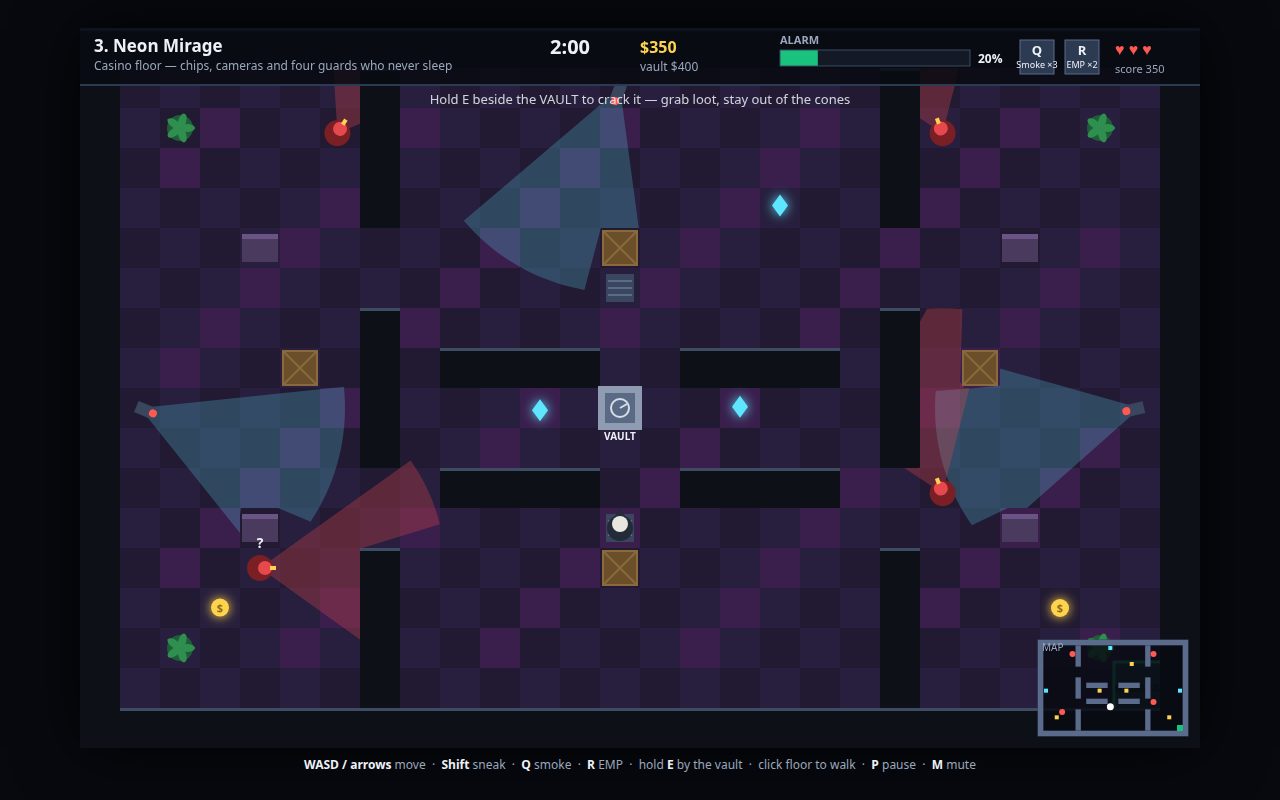 3. Neon Mirage
Casino floor — chips, cameras and four guards who never sleep
2:00
$350
vault $400
ALARM
20%
Q
Smoke ×3
R
EMP ×2
♥ ♥ ♥
score 350
Hold E beside the VAULT to crack it — grab loot, stay out of the cones
VAULT
?
$
$
MAP
WASD / arrows move · Shift sneak · Q smoke · R EMP · hold E by the vault · click floor to walk · P pause · M mute